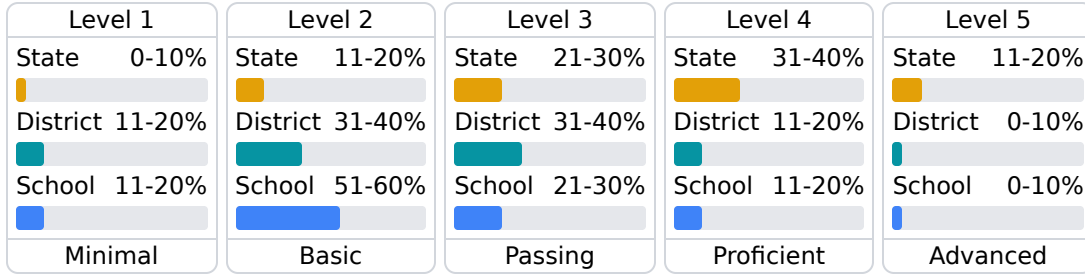 Level 1
State 0-10%
District 11-20%
School 11-20%
Minimal
Level 2
State 11-20%
District 31-40%
School 51-60%
Basic
Level 3
State 21-30%
District 31-40%
School 21-30%
Passing
Level 4
State 31-40%
District 11-20%
School 11-20%
Proficient
Level 5
State 11-20%
District 0-10%
School 0-10%
Advanced